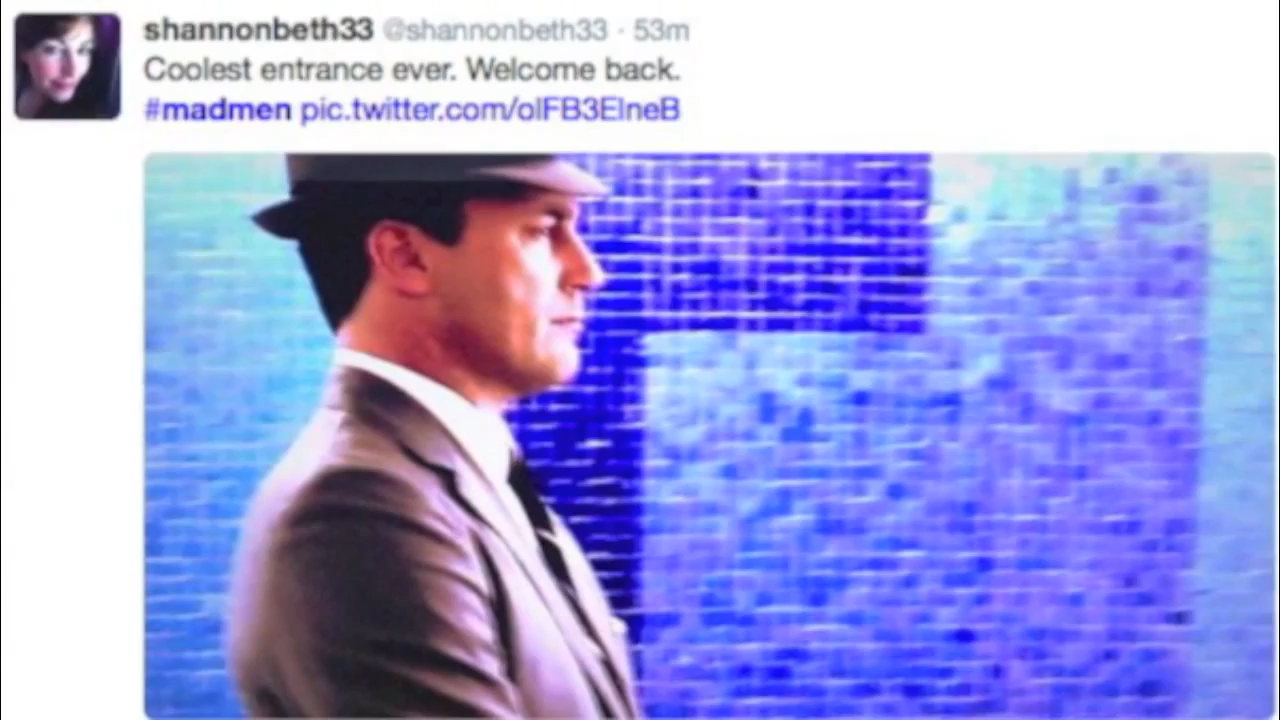 shannonbeth33 @shannonbeth33 · 53m
Coolest entrance ever. Welcome back.
#madmen pic.twitter.com/olFB3ElneB